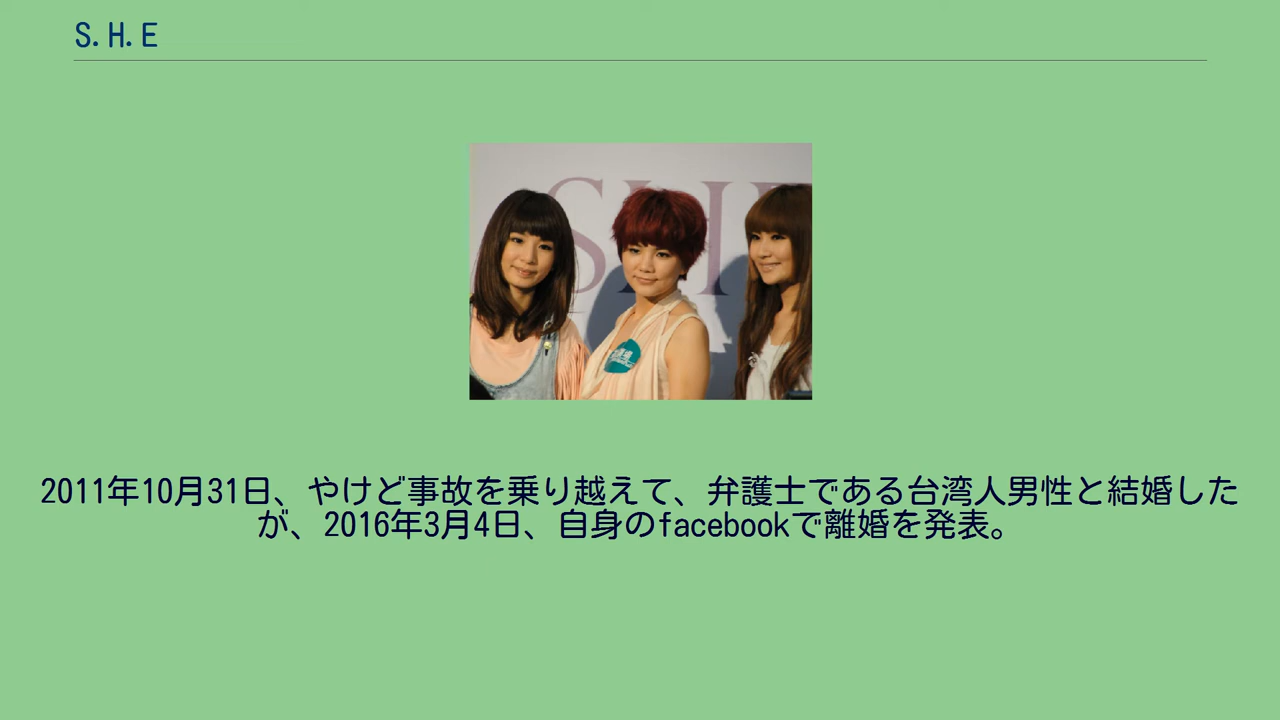 S.H.E
SHE
2011年10月31日、やけど事故を乗り越えて、弁護士である台湾人男性と結婚した
が、2016年3月4日、自身のfacebookで離婚を発表。